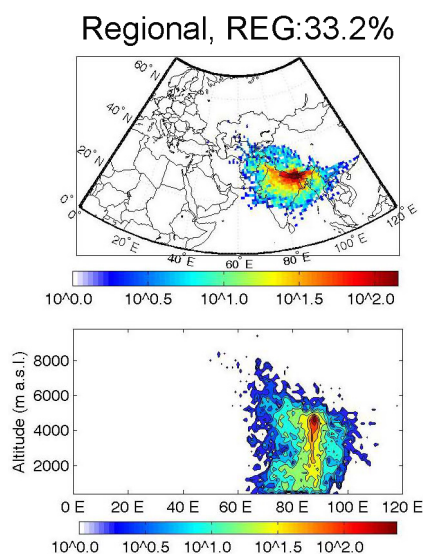 Regional, REG:33.2%
60°N
40°N
20°N
0°
20°E
40°E
60°E
80°E
100°E
120°E
10^0.0 10^0.5 10^1.0 10^1.5 10^2.0
Altitude (m a.s.l.)
8000
6000
4000
2000
0 E 20 E 40 E 60 E 80 E 100 E 120 E
10^0.0 10^0.5 10^1.0 10^1.5 10^2.0